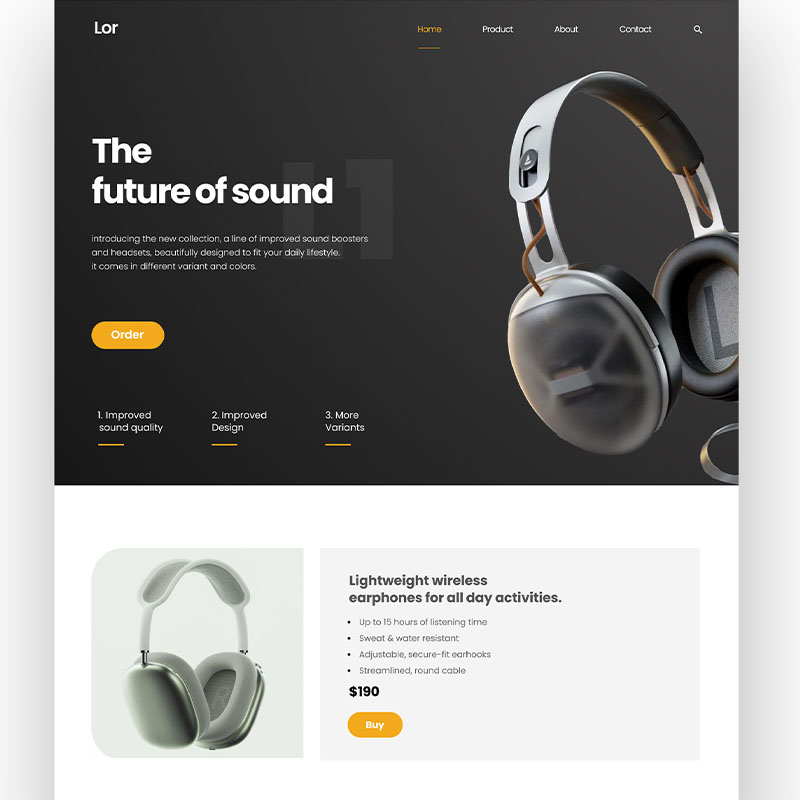 Lor
Home Product About Contact
The
future of sound
L1
introducing the new collection, a line of improved sound boosters
and headsets, beautifully designed to fit your daily lifestyle.
it comes in different variant and colors.
Order
1. Improved
sound quality
2. Improved
Design
3. More
Variants
Lightweight wireless
earphones for all day activities.
• Up to 15 hours of listening time
• Sweat & water resistant
• Adjustable, secure-fit earhooks
• Streamlined, round cable
$190
Buy
L